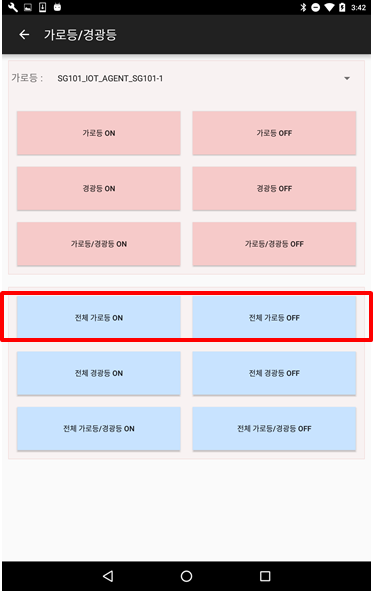 3:42
가로등/경광등
가로등 : SG101_IOT_AGENT_SG101-1
가로등 ON 가로등 OFF
경광등 ON 경광등 OFF
가로등/경광등 ON 가로등/경광등 OFF
전체 가로등 ON 전체 가로등 OFF
전체 경광등 ON 전체 경광등 OFF
전체 가로등/경광등 ON 전체 가로등/경광등 OFF